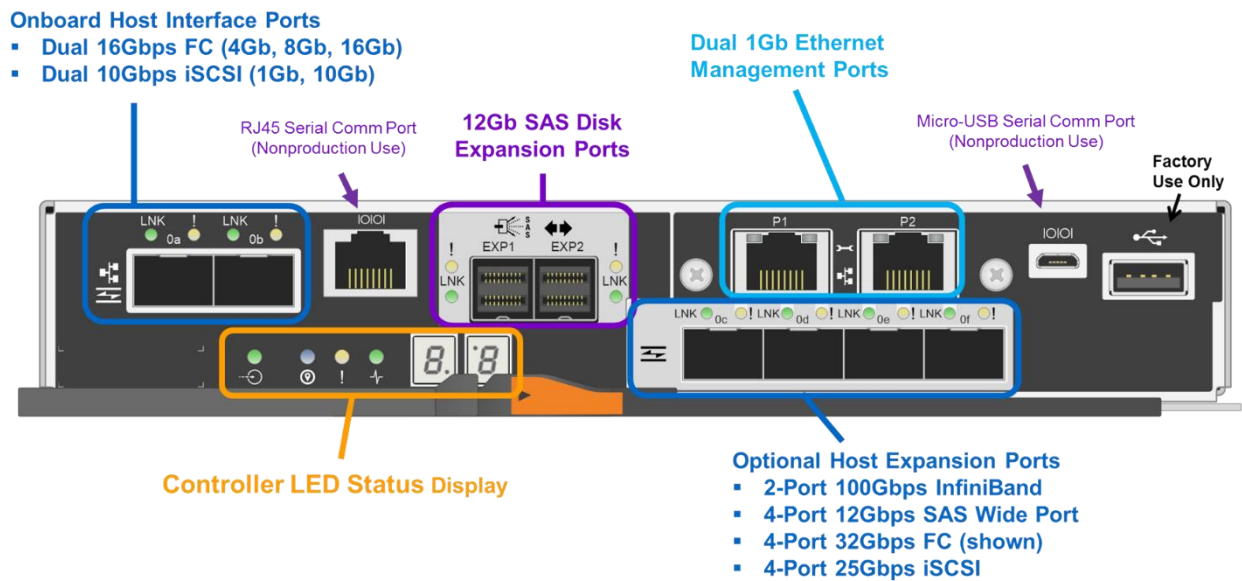 Onboard Host Interface Ports
▪ Dual 16Gbps FC (4Gb, 8Gb, 16Gb)
▪ Dual 10Gbps iSCSI (1Gb, 10Gb)
Dual 1Gb Ethernet
Management Ports
RJ45 Serial Comm Port
(Nonproduction Use)
12Gb SAS Disk
Expansion Ports
Micro-USB Serial Comm Port
(Nonproduction Use)
Factory
Use Only
LNK ! LNK !
0a 0b
IOIOI
SAS
EXP1 EXP2
! !
LNK LNK
P1 P2
IOIOI
LNK 0c ! LNK 0d ! LNK 0e ! LNK 0f !
!
8. 8
Controller LED Status Display
Optional Host Expansion Ports
▪ 2-Port 100Gbps InfiniBand
▪ 4-Port 12Gbps SAS Wide Port
▪ 4-Port 32Gbps FC (shown)
▪ 4-Port 25Gbps iSCSI